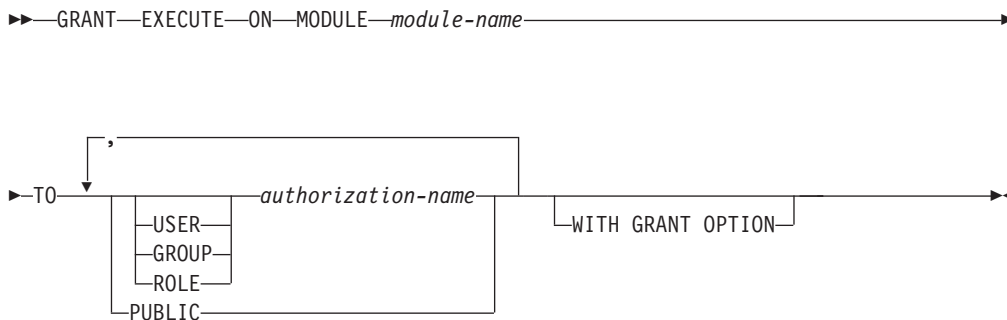 GRANT EXECUTE ON MODULE module-name
,
TO authorization-name
USER WITH GRANT OPTION
GROUP
ROLE
PUBLIC